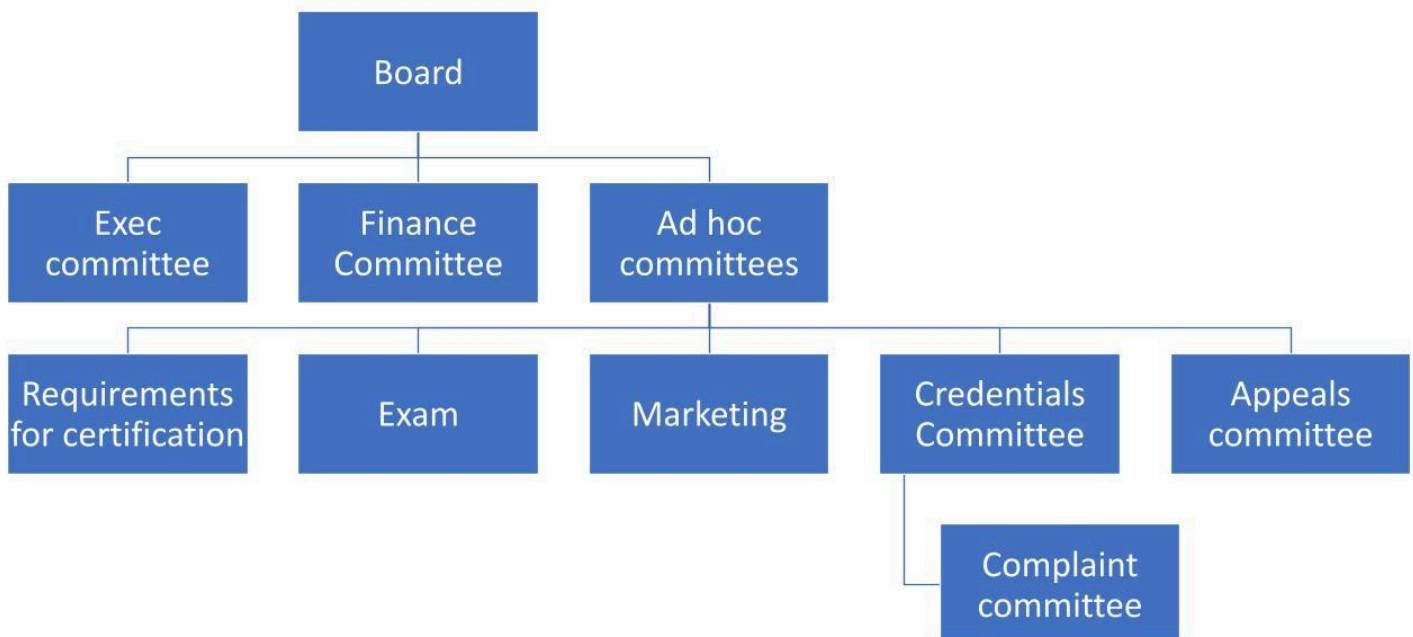 Board
Exec
committee
Finance
Committee
Ad hoc
committees
Requirements
for certification
Exam
Marketing
Credentials
Committee
Appeals
committee
Complaint
committee